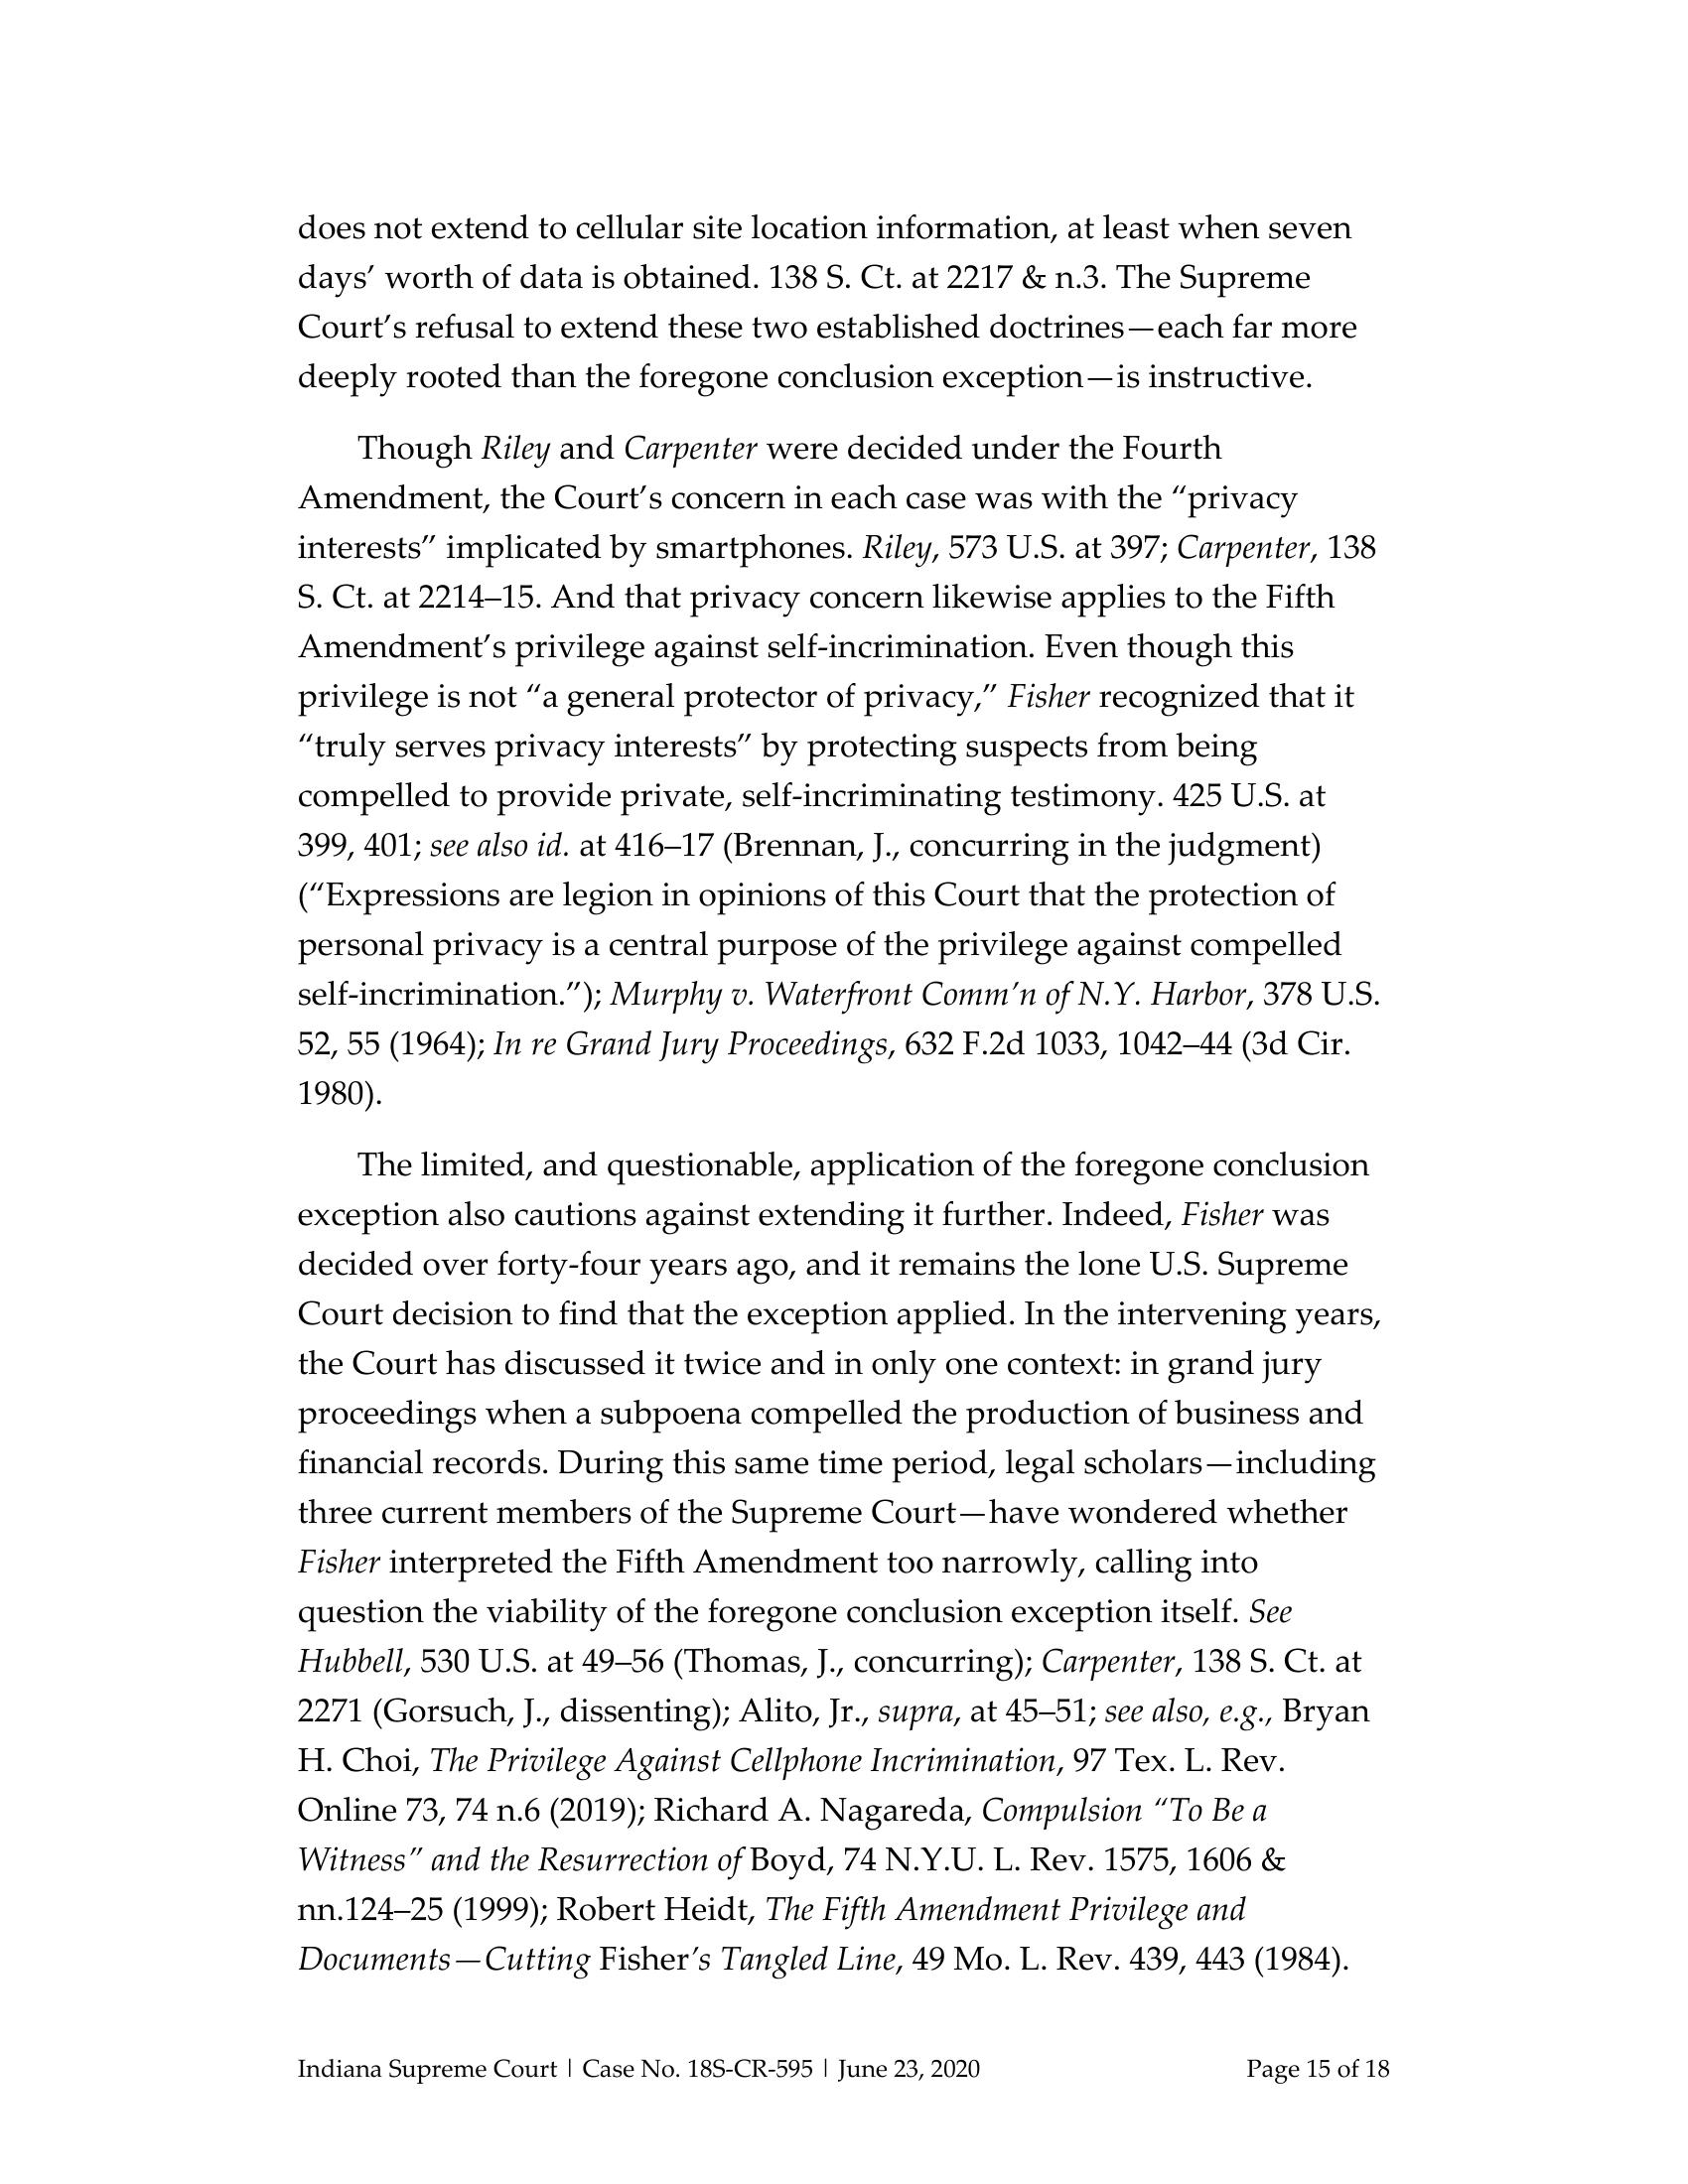 does not extend to cellular site location information, at least when seven
days’ worth of data is obtained. 138 S. Ct. at 2217 & n.3. The Supreme
Court’s refusal to extend these two established doctrines—each far more
deeply rooted than the foregone conclusion exception—is instructive.
Though Riley and Carpenter were decided under the Fourth
Amendment, the Court’s concern in each case was with the “privacy
interests” implicated by smartphones. Riley, 573 U.S. at 397; Carpenter, 138
S. Ct. at 2214–15. And that privacy concern likewise applies to the Fifth
Amendment’s privilege against self-incrimination. Even though this
privilege is not “a general protector of privacy,” Fisher recognized that it
“truly serves privacy interests” by protecting suspects from being
compelled to provide private, self-incriminating testimony. 425 U.S. at
399, 401; see also id. at 416–17 (Brennan, J., concurring in the judgment)
(“Expressions are legion in opinions of this Court that the protection of
personal privacy is a central purpose of the privilege against compelled
self-incrimination.”); Murphy v. Waterfront Comm’n of N.Y. Harbor, 378 U.S.
52, 55 (1964); In re Grand Jury Proceedings, 632 F.2d 1033, 1042–44 (3d Cir.
1980).
The limited, and questionable, application of the foregone conclusion
exception also cautions against extending it further. Indeed, Fisher was
decided over forty-four years ago, and it remains the lone U.S. Supreme
Court decision to find that the exception applied. In the intervening years,
the Court has discussed it twice and in only one context: in grand jury
proceedings when a subpoena compelled the production of business and
financial records. During this same time period, legal scholars—including
three current members of the Supreme Court—have wondered whether
Fisher interpreted the Fifth Amendment too narrowly, calling into
question the viability of the foregone conclusion exception itself. See
Hubbell, 530 U.S. at 49–56 (Thomas, J., concurring); Carpenter, 138 S. Ct. at
2271 (Gorsuch, J., dissenting); Alito, Jr., supra, at 45–51; see also, e.g., Bryan
H. Choi, The Privilege Against Cellphone Incrimination, 97 Tex. L. Rev.
Online 73, 74 n.6 (2019); Richard A. Nagareda, Compulsion “To Be a
Witness” and the Resurrection of Boyd, 74 N.Y.U. L. Rev. 1575, 1606 &
nn.124–25 (1999); Robert Heidt, The Fifth Amendment Privilege and
Documents—Cutting Fisher’s Tangled Line, 49 Mo. L. Rev. 439, 443 (1984).
Indiana Supreme Court | Case No. 18S-CR-595 | June 23, 2020 Page 15 of 18